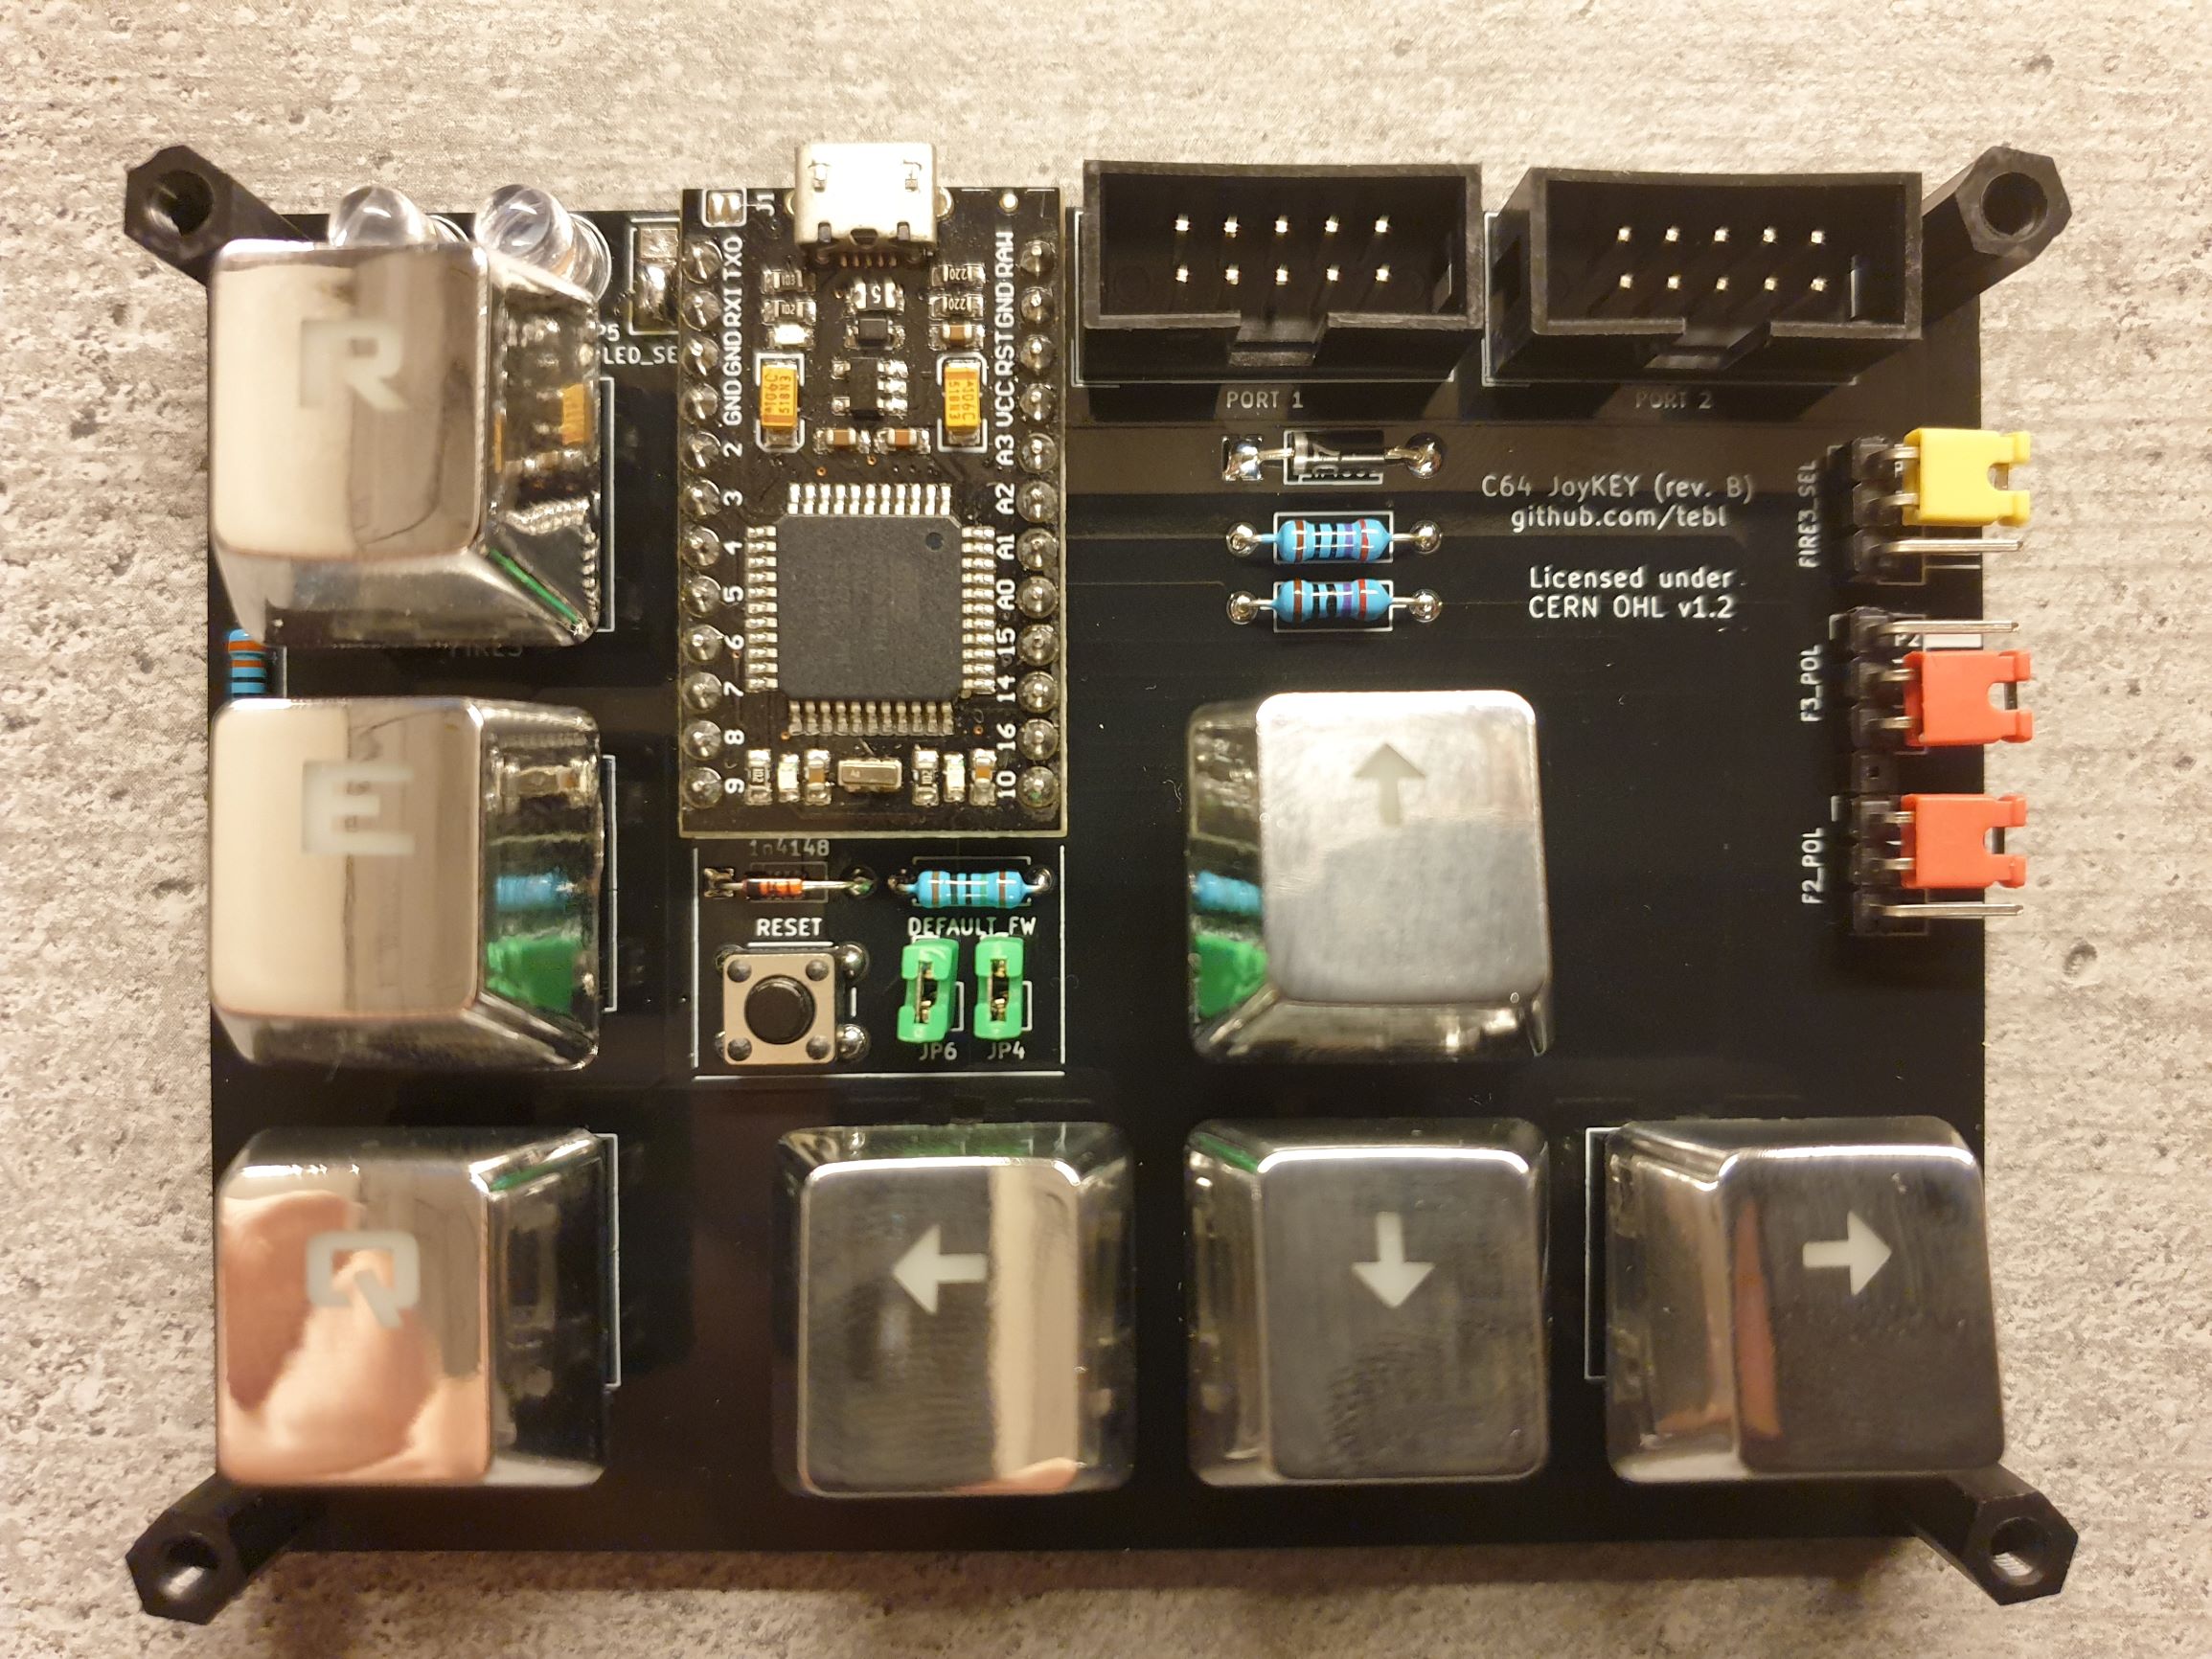 R
E
Q
LED_SE
J1
TXO
RXI
GND
GND
2
3
4
5
6
7
8
9
RAW
GND
RST
VCC
A3
A2
A1
A0
15
14
16
10
PORT 1
PORT 2
C64 JoyKEY (rev. B)
github.com/tebl
Licensed under
CERN OHL v1.2
FIRE3_SEL
F3_POL
F2_POL
1n4148
RESET
DEFAULT_FW
JP6 JP4
↑
← ↓ →